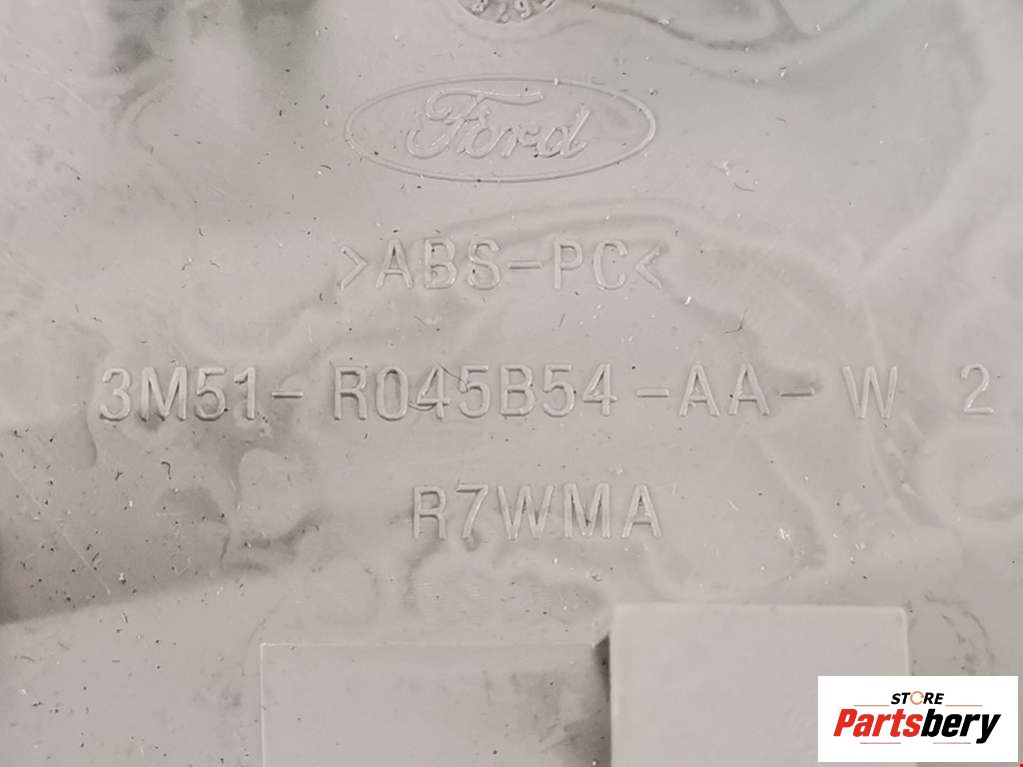 Ford
>ABS-PC<
3M51-R045B54-AA-W 2
R7WMA
STORE
Partsbery